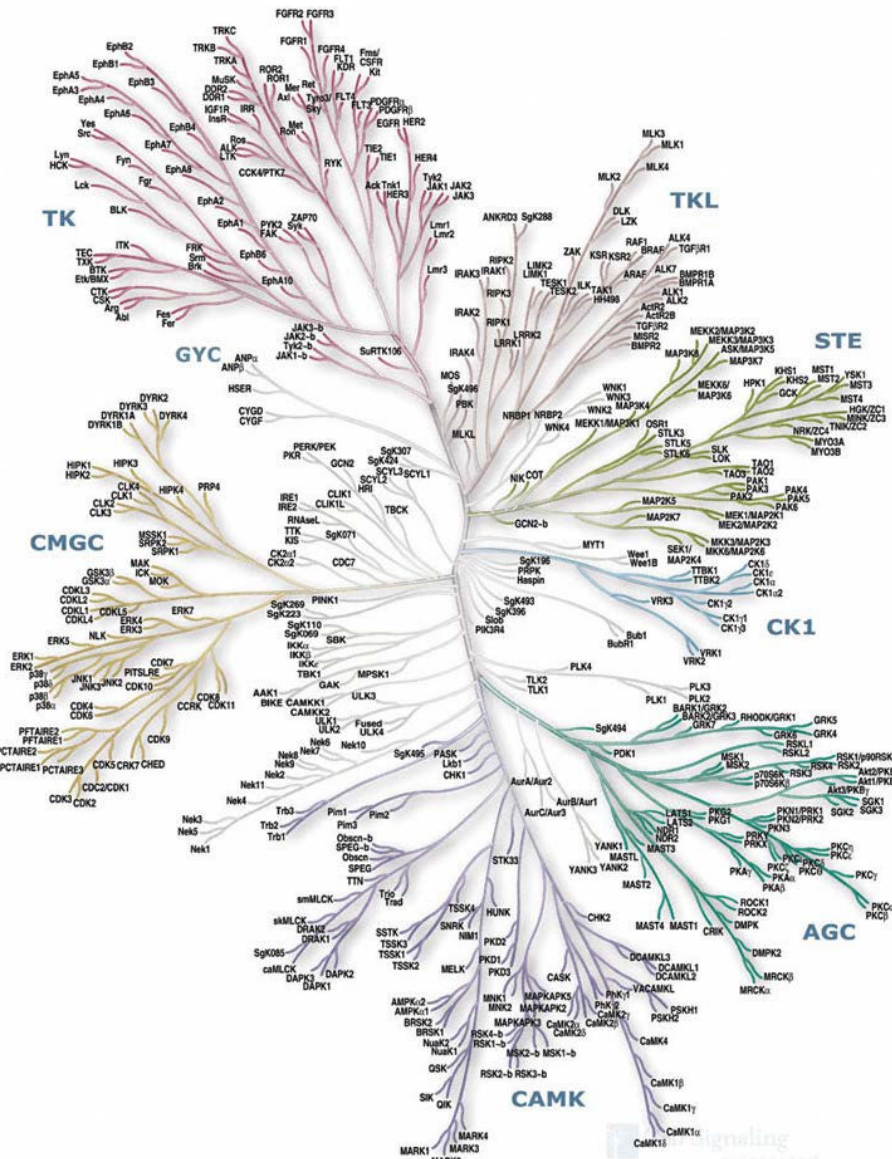 FGFR2 FGFR3
TRKC
FGFR1
FGFR4
TRKB
TRKA
FLT1
KDR
Fms/
CSFR
Kit
EphB2
EphB1
EphA5
EphA3
EphA4
EphB3
MuSK
DDR2
DDR1
ROR2
ROR1
Mer
Ret
Axl
Tyro3/
Sky
FLT4
FLT3
PDGFRα
PDGFRβ
IGF1R
InsR
IRR
EGFR
HER2
EphA6
EphB4
Yes
Src
EphA7
Met
Ron
Ros
ALK
LTK
TIE2
TIE1
RYK
HER4
Lyn
HCK
Fyn
EphA8
CCK4/PTK7
Tyk2
JAK1
JAK2
JAK3
Ack
Tnk1
HER3
Lck
Fgr
TK
BLK
EphA2
EphA1
PYK2
FAK
ZAP70
Syk
Lmr1
Lmr2
Lmr3
ITK
TEC
TXK
BTK
Etk/BMX
FRK
Srm
Brk
EphB6
EphA10
CTK
CSK
Arg
Abl
Fes
Fer
JAK3~b
JAK2~b
Tyk2~b
JAK1~b
SuRTK106
MLK3
MLK1
MLK4
MLK2
TKL
ANKRD3
SgK288
DLK
LZK
ZAK
KSR1
KSR2
RAF1
BRAF
ARAF
ALK4
TGFβR1
ALK7
BMPR1B
BMPR1A
ALK1
ALK2
IRAK3
IRAK1
RIPK2
RIPK3
LIMK2
LIMK1
TESK1
TESK2
ILK
TAK1
HH498
ActR2
ActR2B
TGFβR2
MISR2
BMPR2
IRAK2
RIPK1
LRRK2
LRRK1
IRAK4
MOS
SgK496
PBK
MLKL
NRBP1
NRBP2
WNK1
WNK3
WNK2
WNK4
MEKK2/MAP3K2
MEKK3/MAP3K3
ASK/MAP3K5
MAP3K8
MAP3K7
MEKK6/
MAP3K6
MAP3K4
MEKK1/MAP3K1
STE
HPK1
KHS1
KHS2
GCK
MST1
MST2
YSK1
MST3
MST4
HGK/ZC1
MINK/ZC3
TNIK/ZC2
NRK/ZC4
MYO3A
MYO3B
OSR1
STLK3
STLK5
STLK6
SLK
LOK
TAO1
TAO2
TAO3
PAK1
PAK3
PAK2
PAK4
PAK5
PAK6
NIK
COT
MAP2K5
MAP2K7
MEK1/MAP2K1
MEK2/MAP2K2
MKK3/MAP2K3
MKK6/MAP2K6
SEK1/
MAP2K4
GCN2~b
GYC
ANPα
ANPβ
HSER
CYGD
CYGF
PERK/PEK
PKR
GCN2
SgK307
SgK424
SCYL3
SCYL1
SCYL2
HRI
CLIK1
CLIK1L
IRE1
IRE2
RNAseL
TBCK
TTK
KIS
SgK071
CK2α1
CK2α2
CDC7
DYRK2
DYRK3
DYRK1A
DYRK1B
DYRK4
HIPK1
HIPK2
HIPK3
HIPK4
PRP4
CLK4
CLK1
CLK2
CLK3
CMGC
MSSK1
SRPK2
SRPK1
MAK
ICK
MOK
GSK3β
GSK3α
CDKL3
CDKL2
CDKL1
CDKL4
CDKL5
ERK7
ERK4
ERK3
NLK
ERK5
ERK1
ERK2
p38γ
p38δ
p38β
p38α
JNK1
JNK3
JNK2
CDK7
PITSLRE
CDK10
CDK8
CDK11
CCRK
CDK4
CDK6
PFTAIRE2
PFTAIRE1
PCTAIRE2
PCTAIRE1
PCTAIRE3
CDK9
CDK5
CRK7
CHED
CDC2/CDK1
CDK3
CDK2
PINK1
SgK269
SgK223
SgK110
SgK069
SBK
IKKα
IKKβ
IKKε
TBK1
MPSK1
GAK
AAK1
BIKE
CAMKK1
CAMKK2
ULK3
ULK1
ULK2
Fused
ULK4
Nek6
Nek7
Nek10
Nek8
Nek9
Nek2
Nek11
Nek4
Nek3
Nek5
Nek1
MYT1
Wee1
Wee1B
SgK196
PRPK
Haspin
SgK493
SgK396
Slob
PIK3R4
Bub1
BubR1
TTBK1
TTBK2
CK1δ
CK1ε
CK1α
CK1α2
CK1γ2
CK1γ1
CK1γ3
VRK3
VRK1
VRK2
CK1
PLK4
TLK2
TLK1
PLK3
PLK1
PLK2
BARK1/GRK2
BARK2/GRK3
RHODK/GRK1
GRK5
GRK7
GRK6
GRK4
SgK494
PDK1
RSKL1
RSKL2
MSK1
MSK2
RSK1/p90RSK
RSK4
RSK2
RSK3
p70S6K
p70S6Kβ
Akt1/PKB
Akt3/PKBγ
SGK1
SGK2
SGK3
LATS1
LATS2
NDR1
NDR2
MAST3
PKG2
PKG1
PKN1/PRK1
PKN2/PRK2
PKN3
PRKY
PRKX
PKAγ
PKAα
PKAβ
PKCη
PKCε
PKCδ
PKCθ
PKCγ
PKCβ
YANK1
YANK2
YANK3
MASTL
MAST2
MAST4
MAST1
ROCK1
ROCK2
DMPK
CRIK
DMPK2
MRCKβ
MRCKα
AGC
SgK495
PASK
Lkb1
CHK1
AurA/Aur2
AurB/Aur1
AurC/Aur3
Trb3
Trb2
Trb1
Pim1
Pim2
Pim3
Obscn~b
SPEG~b
Obscn
SPEG
TTN
STK33
smMLCK
Trio
Trad
skMLCK
DRAK2
DRAK1
SgK085
caMLCK
DAPK3
DAPK2
DAPK1
TSSK4
SSTK
TSSK3
TSSK1
TSSK2
SNRK
NIM1
HUNK
CHK2
PKD2
PKD1
PKD3
MELK
DCAMKL3
DCAMKL1
DCAMKL2
CASK
VACAMKL
PhKγ1
PhKγ2
PSKH1
PSKH2
MNK1
MNK2
MAPKAPK5
MAPKAPK2
MAPKAPK3
CaMK2γ
CaMK2α
CaMK2β
CaMK2δ
AMPKα2
AMPKα1
BRSK2
BRSK1
NuaK2
NuaK1
RSK4~b
RSK1~b
MSK2~b
MSK1~b
RSK2~b
RSK3~b
CaMK4
QSK
SIK
QIK
CaMK1β
CaMK1γ
CaMK1α
CaMK1δ
CAMK
MARK4
MARK1
MARK3